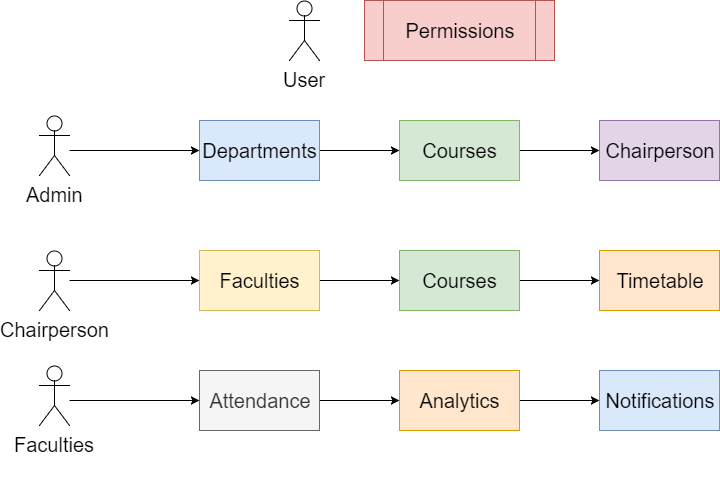 Permissions
User
Departments
Courses
Chairperson
Admin
Faculties
Courses
Timetable
Chairperson
Attendance
Analytics
Notifications
Faculties